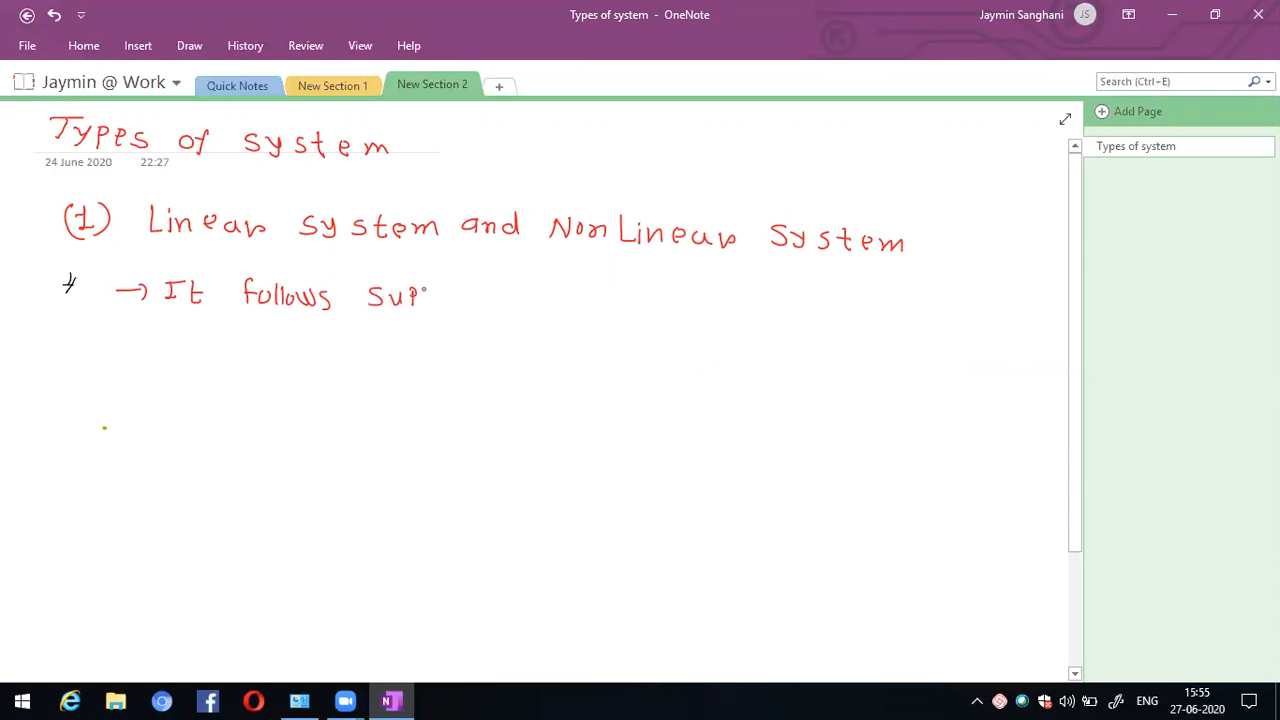 Types of system - OneNote
Jaymin Sanghani
JS
File Home Insert Draw History Review View Help
Jaymin @ Work
Quick Notes
New Section 1
New Section 2
+
Search (Ctrl+E)
Types of system
24 June 2020 22:27
(1) Linear system and NonLinear system
* → It follows sup
Add Page
Types of system
ENG
15:55
27-06-2020